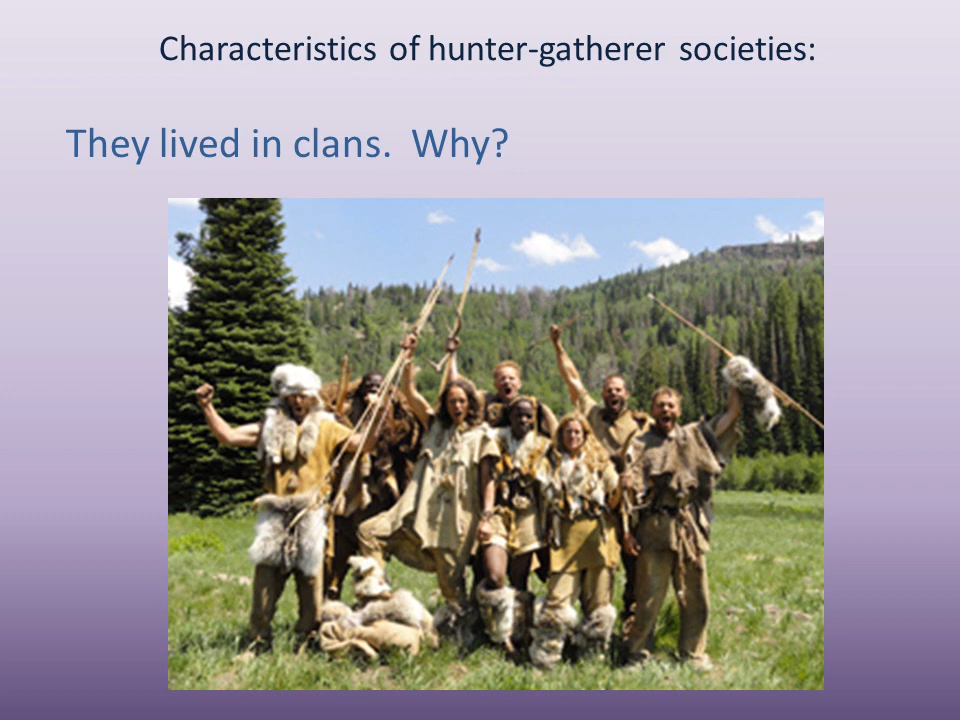 Characteristics of hunter-gatherer societies:
They lived in clans.  Why?